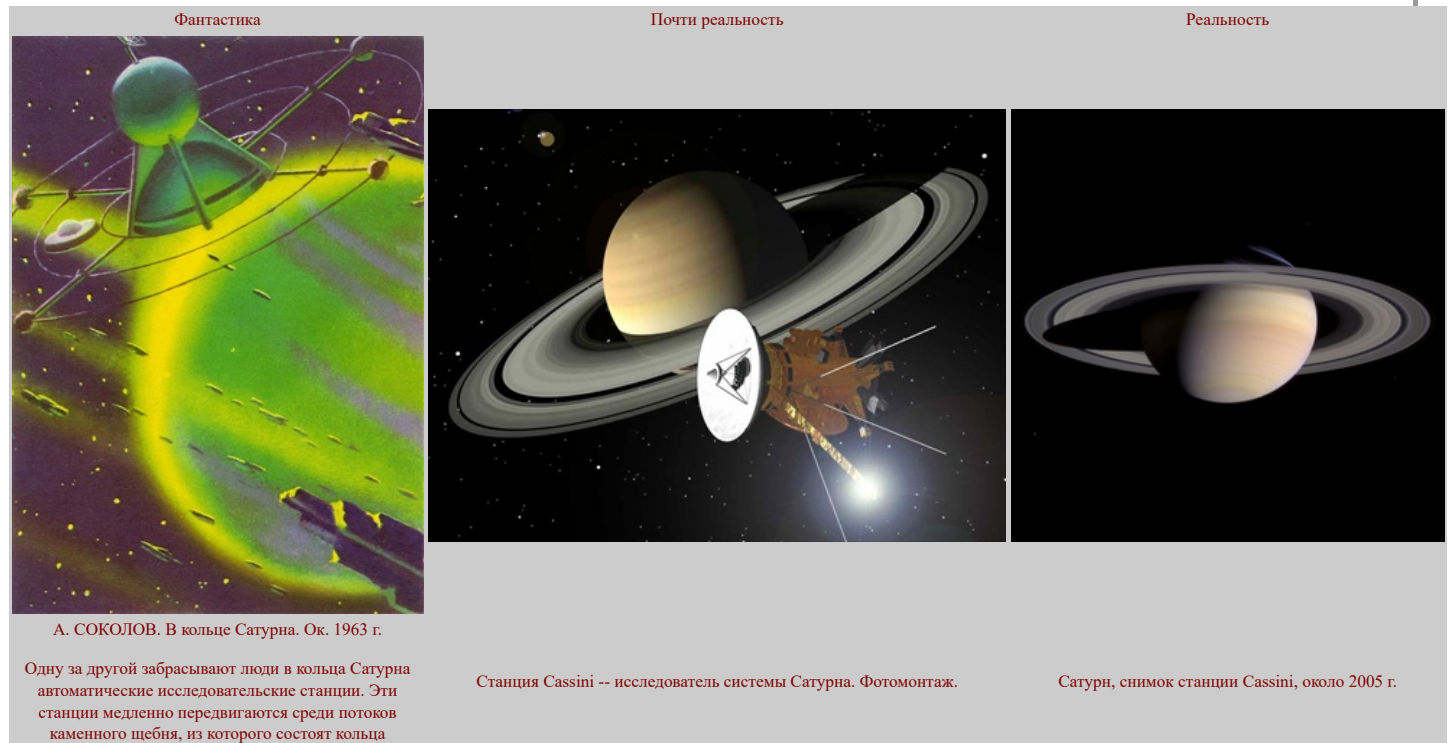 Фантастика
Почти реальность
Реальность
А. СОКОЛОВ. В кольце Сатурна. Ок. 1963 г.
Одну за другой забрасывают люди в кольца Сатурна
автоматические исследовательские станции. Эти
станции медленно передвигаются среди потоков
каменного щебня, из которого состоят кольца
Станция Cassini -- исследователь системы Сатурна. Фотомонтаж.
Сатурн, снимок станции Cassini, около 2005 г.